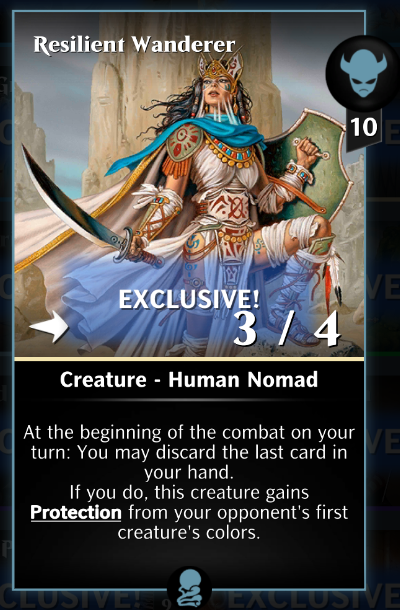 Resilient Wanderer
10
EXCLUSIVE!
3 / 4
Creature - Human Nomad
At the beginning of the combat on your
turn: You may discard the last card in
your hand.
If you do, this creature gains
Protection from your opponent's first
creature's colors.